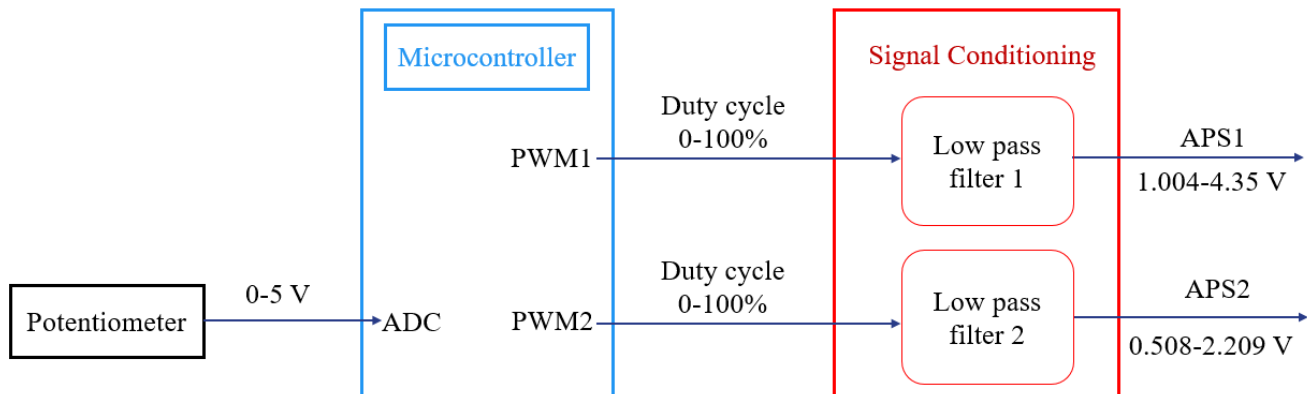 Microcontroller
Signal Conditioning
Duty cycle
0-100%
PWM1
Low pass
filter 1
APS1
1.004-4.35 V
Potentiometer
0-5 V
ADC
PWM2
Duty cycle
0-100%
Low pass
filter 2
APS2
0.508-2.209 V